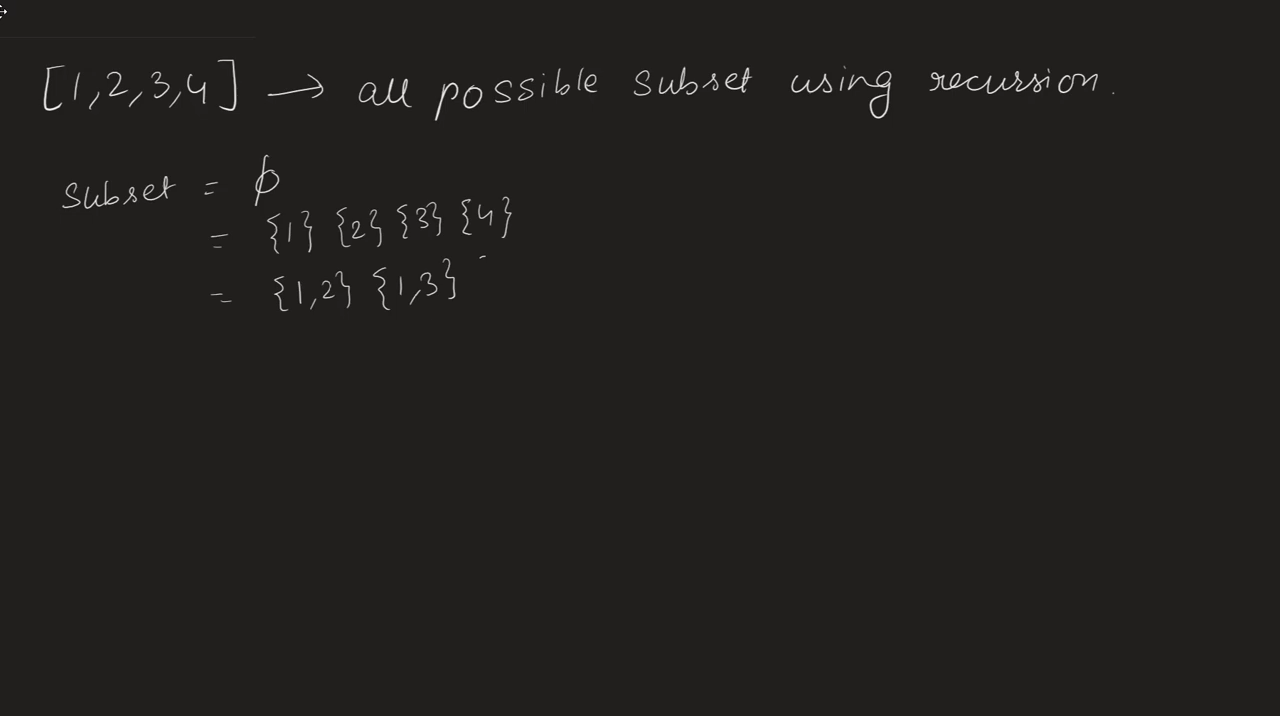 [1,2,3,4] → all possible subset using recursion.
subset = ϕ
= {1} {2} {3} {4}
= {1,2} {1,3}